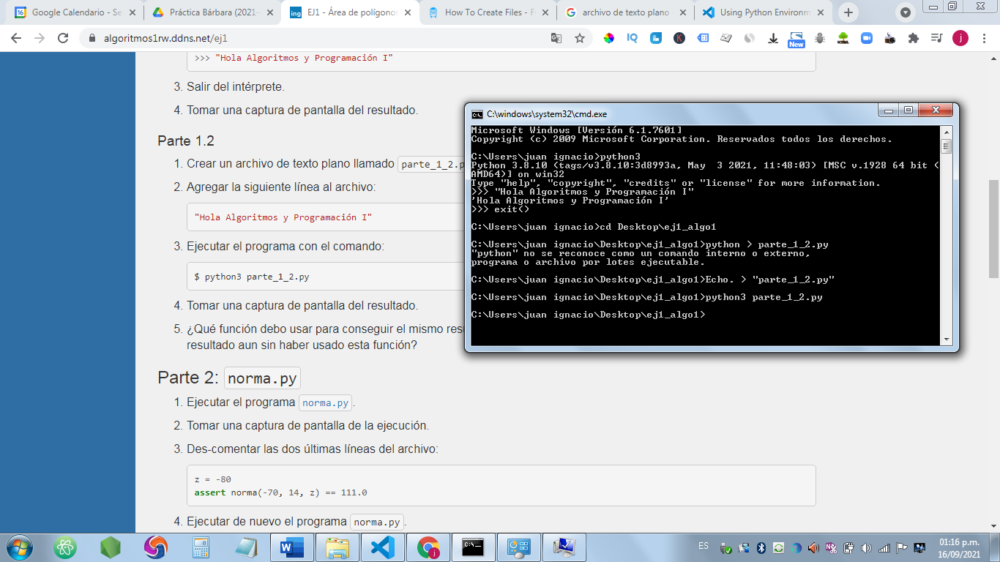 Google Calendario - Se
Práctica Bárbara (2021-
EJ1 - Área de polígonos
How To Create Files - F
archivo de texto plano
Using Python Environm
algoritmos1rw.ddns.net/ej1
New
>>> "Hola Algoritmos y Programación I"
3. Salir del intérprete.
4. Tomar una captura de pantalla del resultado.
Parte 1.2
1. Crear un archivo de texto plano llamado parte_1_2.p
2. Agregar la siguiente línea al archivo:
"Hola Algoritmos y Programación I"
3. Ejecutar el programa con el comando:
$ python3 parte_1_2.py
4. Tomar una captura de pantalla del resultado.
5. ¿Qué función debo usar para conseguir el mismo resu
resultado aun sin haber usado esta función?
Parte 2: norma.py
1. Ejecutar el programa norma.py.
2. Tomar una captura de pantalla de la ejecución.
3. Des-comentar las dos últimas líneas del archivo:
z = -80
assert norma(-70, 14, z) == 111.0
4. Ejecutar de nuevo el programa norma.py.
C:\windows\system32\cmd.exe
Microsoft Windows [Versión 6.1.7601]
Copyright (c) 2009 Microsoft Corporation. Reservados todos los derechos.
C:\Users\juan ignacio>python3
Python 3.8.10 (tags/v3.8.10:3d8993a, May  3 2021, 11:48:03) [MSC v.1928 64 bit (
AMD64)] on win32
Type "help", "copyright", "credits" or "license" for more information.
>>> "Hola Algoritmos y Programación I"
'Hola Algoritmos y Programación I'
>>> exit()
C:\Users\juan ignacio>cd Desktop\ej1_algo1
C:\Users\juan ignacio\Desktop\ej1_algo1>python > parte_1_2.py
"python" no se reconoce como un comando interno o externo,
programa o archivo por lotes ejecutable.
C:\Users\juan ignacio\Desktop\ej1_algo1>Echo. > "parte_1_2.py"
C:\Users\juan ignacio\Desktop\ej1_algo1>python3 parte_1_2.py
C:\Users\juan ignacio\Desktop\ej1_algo1>
ES
01:16 p.m.
16/09/2021